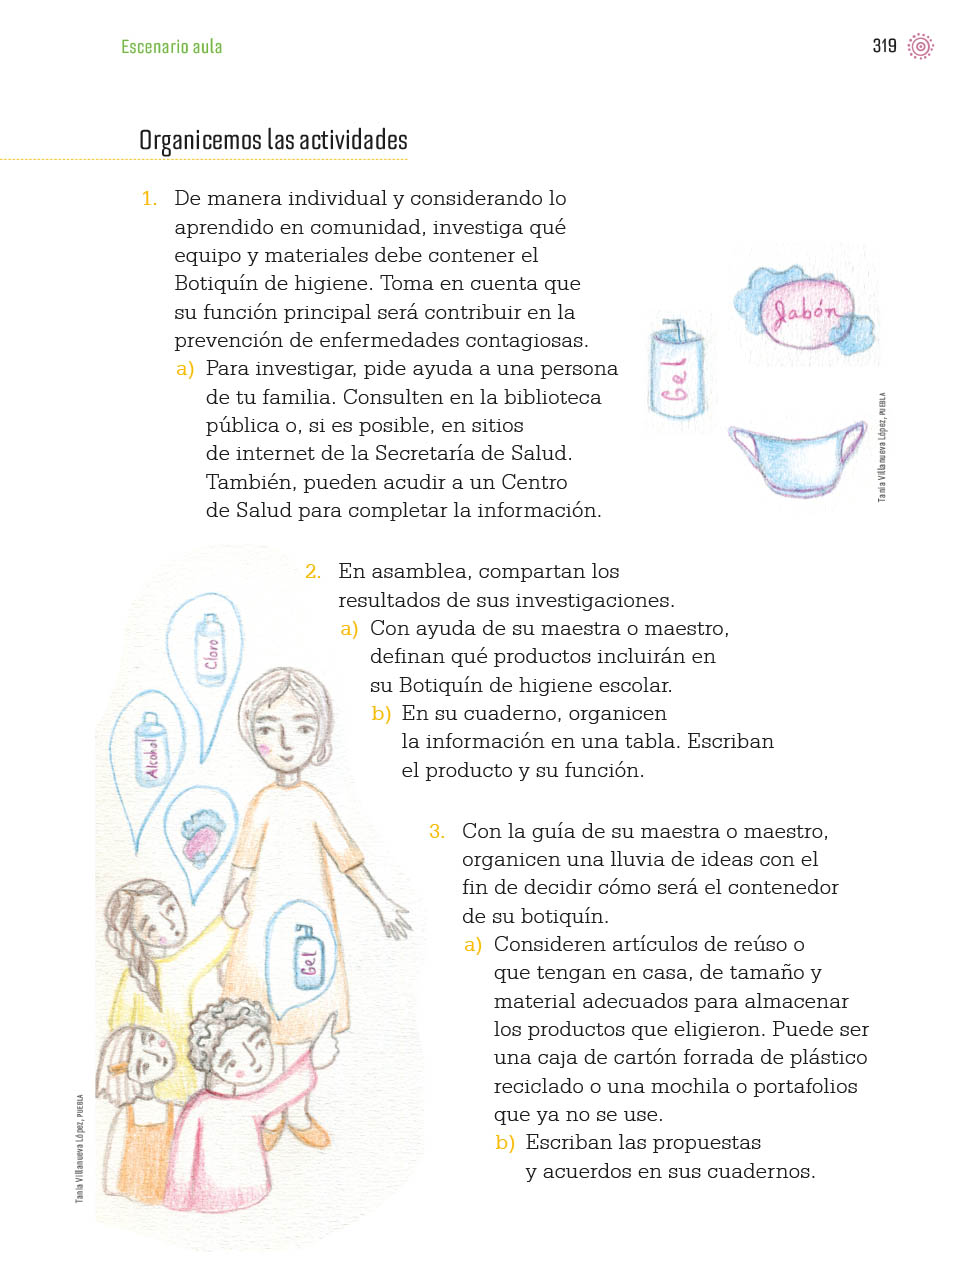 Escenario aula
319
Organicemos las actividades
1. De manera individual y considerando lo
aprendido en comunidad, investiga qué
equipo y materiales debe contener el
Botiquín de higiene. Toma en cuenta que
su función principal será contribuir en la
prevención de enfermedades contagiosas.
a) Para investigar, pide ayuda a una persona
de tu familia. Consulten en la biblioteca
pública o, si es posible, en sitios
de internet de la Secretaría de Salud.
También, pueden acudir a un Centro
de Salud para completar la información.
Jabón
Gel
Tania Villanueva López, PUEBLA
2. En asamblea, compartan los
resultados de sus investigaciones.
a) Con ayuda de su maestra o maestro,
definan qué productos incluirán en
su Botiquín de higiene escolar.
b) En su cuaderno, organicen
la información en una tabla. Escriban
el producto y su función.
Cloro
Alcohol
Gel
3. Con la guía de su maestra o maestro,
organicen una lluvia de ideas con el
fin de decidir cómo será el contenedor
de su botiquín.
a) Consideren artículos de reúso o
que tengan en casa, de tamaño y
material adecuados para almacenar
los productos que eligieron. Puede ser
una caja de cartón forrada de plástico
reciclado o una mochila o portafolios
que ya no se use.
b) Escriban las propuestas
y acuerdos en sus cuadernos.
Tania Villanueva López, PUEBLA